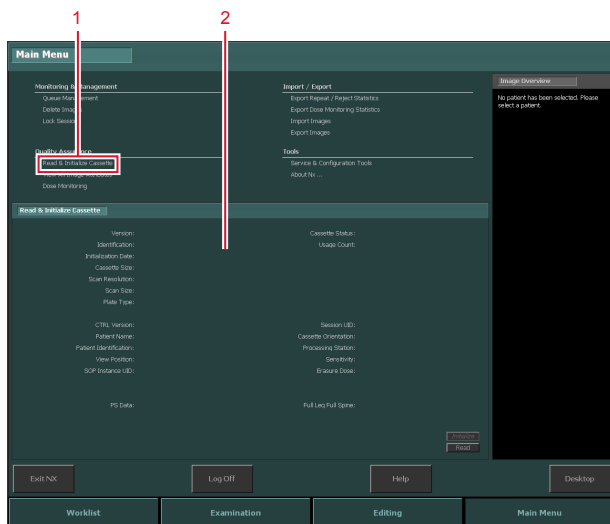 1 2
Main Menu
Monitoring & Management
Queue Management
Delete Images
Lock Session
Quality Assurance
Read & Initialize Cassette
View All Image Attributes
Dose Monitoring
Import / Export
Export Repeat / Reject Statistics
Export Dose Monitoring Statistics
Import Images
Export Images
Tools
Service & Configuration Tools
About Nx ...
Image Overview
No patient has been selected. Please
select a patient.
Read & Initialize Cassette
Version:
Identification:
Initialization Date:
Cassette Size:
Scan Resolution:
Scan Size:
Plate Type:
Cassette Status:
Usage Count:
CTRL Version:
Patient Name:
Patient Identification:
View Position:
SOP Instance UID:
Session UID:
Cassette Orientation:
Processing Station:
Sensitivity:
Erasure Dose:
PS Data:
Full Leg Full Spine:
Initialize
Read
Exit NX
Log Off
Help
Desktop
Worklist
Examination
Editing
Main Menu